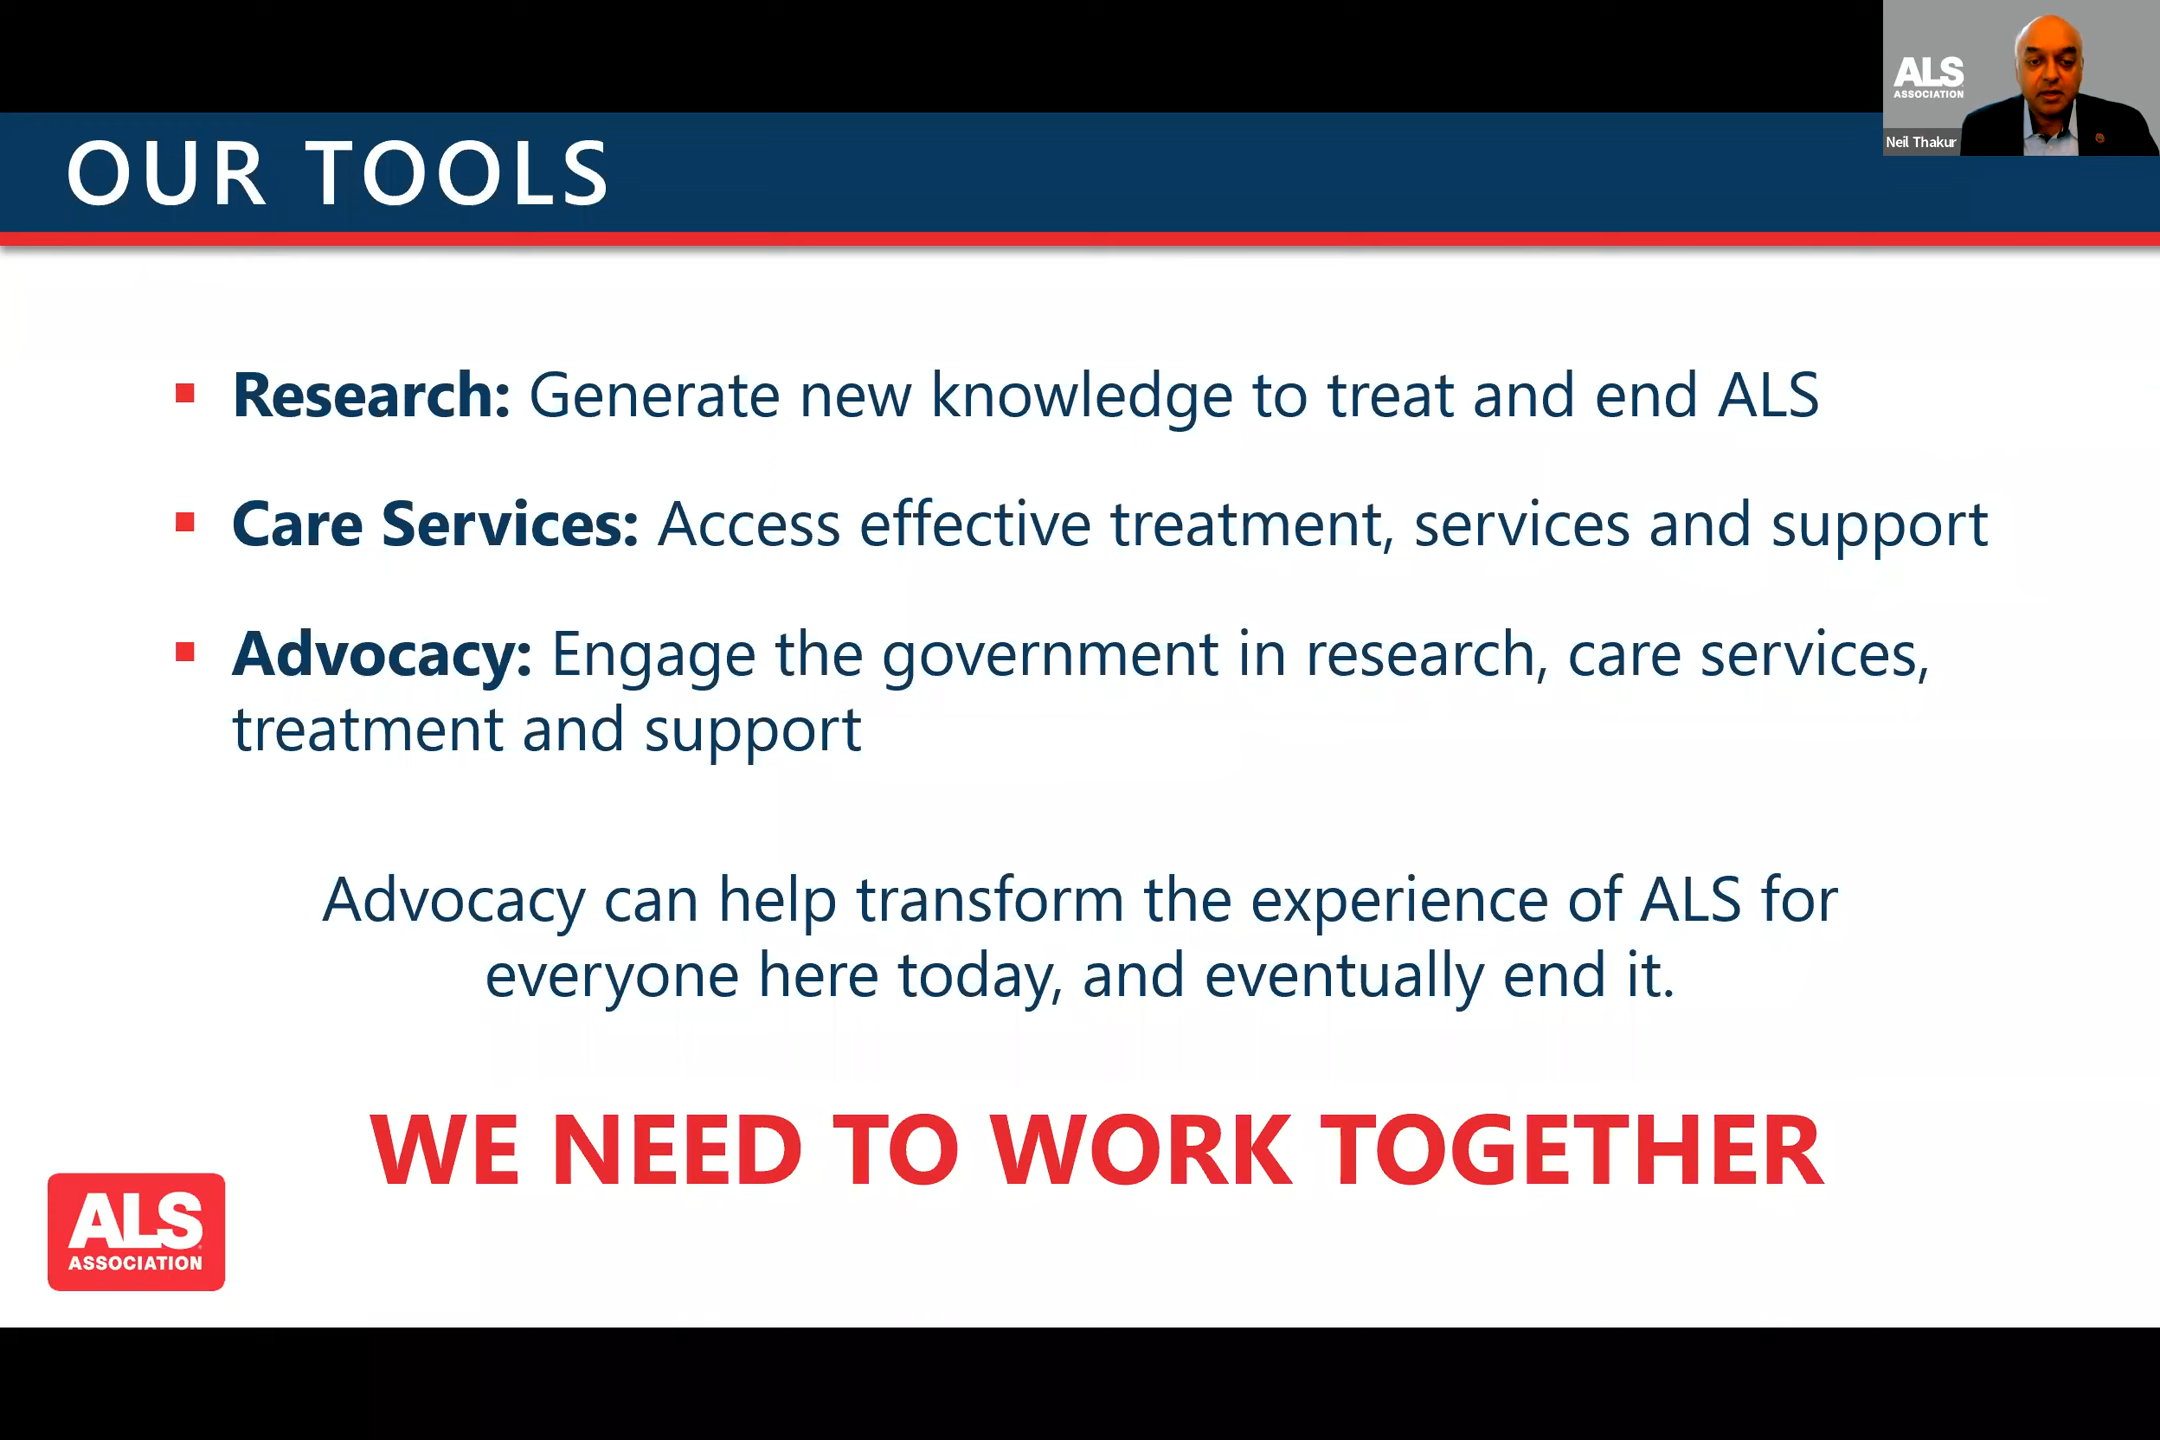 ALS
ASSOCIATION
Neil Thakur
OUR TOOLS
▪ Research: Generate new knowledge to treat and end ALS
▪ Care Services: Access effective treatment, services and support
▪ Advocacy: Engage the government in research, care services,
treatment and support
Advocacy can help transform the experience of ALS for
everyone here today, and eventually end it.
WE NEED TO WORK TOGETHER
ALS
ASSOCIATION